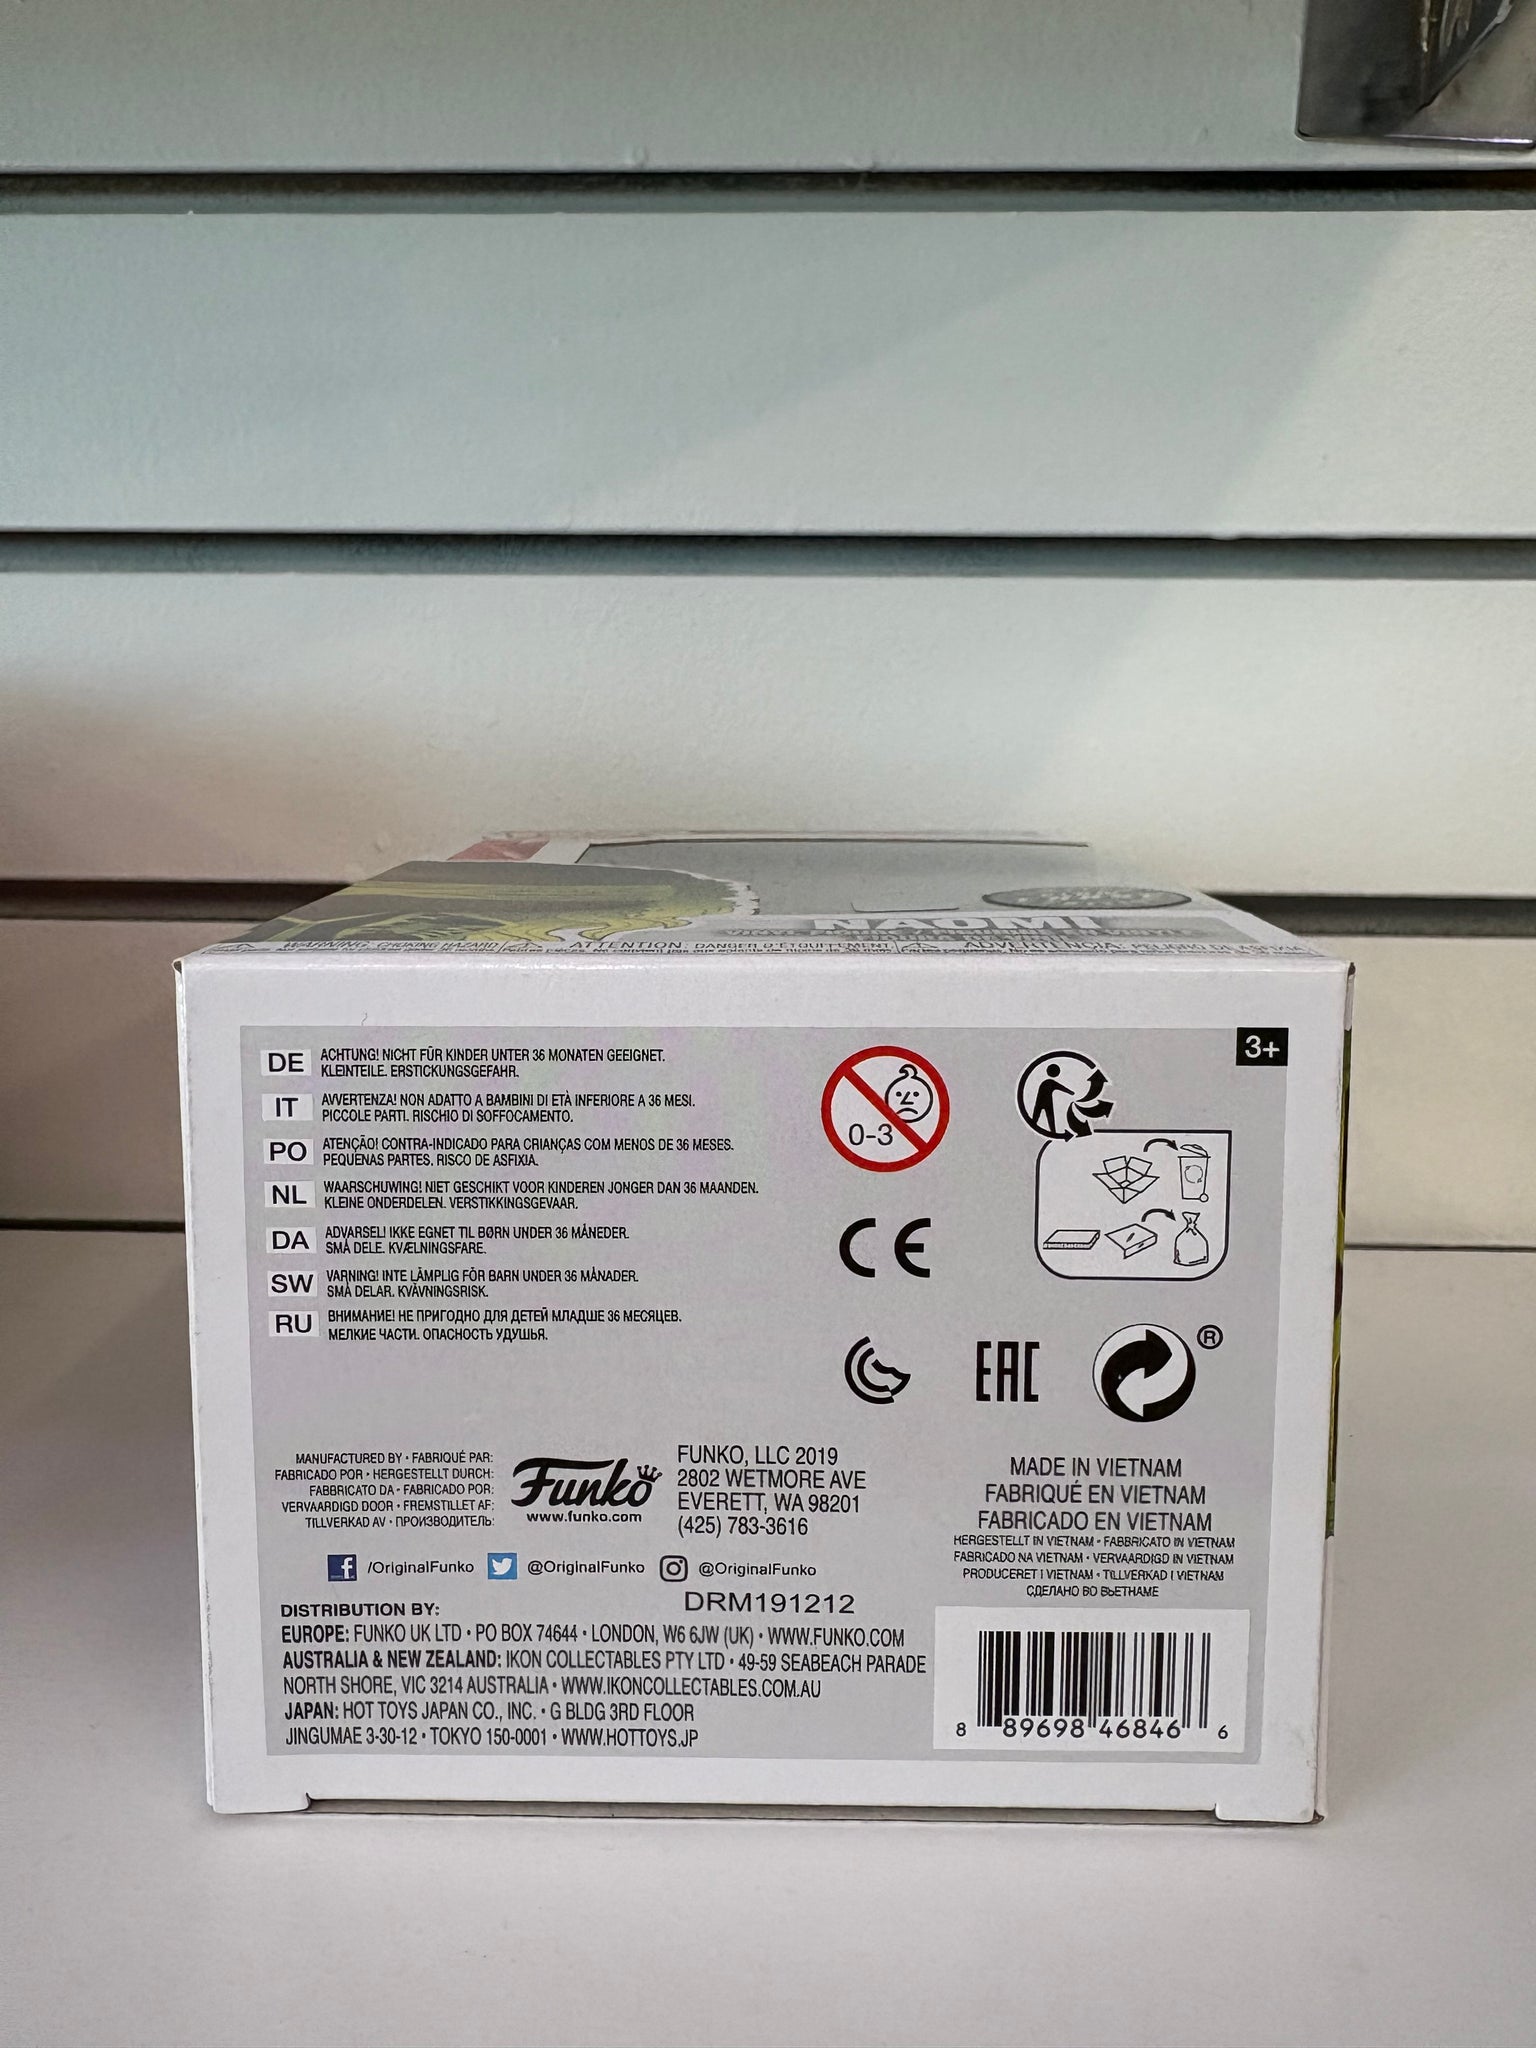 NAOMI
WARNING: CHOKING HAZARD
ATTENTION: DANGER D'ÉTOUFFEMENT
ADVERTENCIA: PELIGRO DE ASFIXIA
3+
DE ACHTUNG! NICHT FÜR KINDER UNTER 36 MONATEN GEEIGNET.
KLEINTEILE. ERSTICKUNGSGEFAHR.
IT AVVERTENZA! NON ADATTO A BAMBINI DI ETÀ INFERIORE A 36 MESI.
PICCOLE PARTI. RISCHIO DI SOFFOCAMENTO.
PO ATENÇÃO! CONTRA-INDICADO PARA CRIANÇAS COM MENOS DE 36 MESES.
PEQUENAS PARTES. RISCO DE ASFIXIA.
NL WAARSCHUWING! NIET GESCHIKT VOOR KINDEREN JONGER DAN 36 MAANDEN.
KLEINE ONDERDELEN. VERSTIKKINGSGEVAAR.
DA ADVARSEL! IKKE EGNET TIL BØRN UNDER 36 MÅNEDER.
SMÅ DELE. KVÆLNINGSFARE.
SW VARNING! INTE LÄMPLIG FÖR BARN UNDER 36 MÅNADER.
SMÅ DELAR. KVÄVNINGSRISK.
RU ВНИМАНИЕ! НЕ ПРИГОДНО ДЛЯ ДЕТЕЙ МЛАДШЕ 36 МЕСЯЦЕВ.
МЕЛКИЕ ЧАСТИ. ОПАСНОСТЬ УДУШЬЯ.
0-3
CE
EAC
®
MANUFACTURED BY • FABRIQUÉ PAR:
FABRICADO POR • HERGESTELLT DURCH:
FABBRICATO DA • FABRICADO POR:
VERVAARDIGD DOOR • FREMSTILLET AF:
TILLVERKAD AV • ПРОИЗВОДИТЕЛЬ:
Funko
www.funko.com
FUNKO, LLC 2019
2802 WETMORE AVE
EVERETT, WA 98201
(425) 783-3616
MADE IN VIETNAM
FABRIQUÉ EN VIETNAM
FABRICADO EN VIETNAM
HERGESTELLT IN VIETNAM • FABBRICATO IN VIETNAM
FABRICADO NA VIETNAM • VERVAARDIGD IN VIETNAM
PRODUCERET I VIETNAM • TILLVERKAD I VIETNAM
СДЕЛАНО ВО ВЬЕТНАМЕ
/OriginalFunko @OriginalFunko @OriginalFunko
DRM191212
DISTRIBUTION BY:
EUROPE: FUNKO UK LTD • PO BOX 74644 • LONDON, W6 6JW (UK) • WWW.FUNKO.COM
AUSTRALIA & NEW ZEALAND: IKON COLLECTABLES PTY LTD • 49-59 SEABEACH PARADE
NORTH SHORE, VIC 3214 AUSTRALIA • WWW.IKONCOLLECTABLES.COM.AU
JAPAN: HOT TOYS JAPAN CO., INC. • G BLDG 3RD FLOOR
JINGUMAE 3-30-12 • TOKYO 150-0001 • WWW.HOTTOYS.JP
8 89698 46846 6